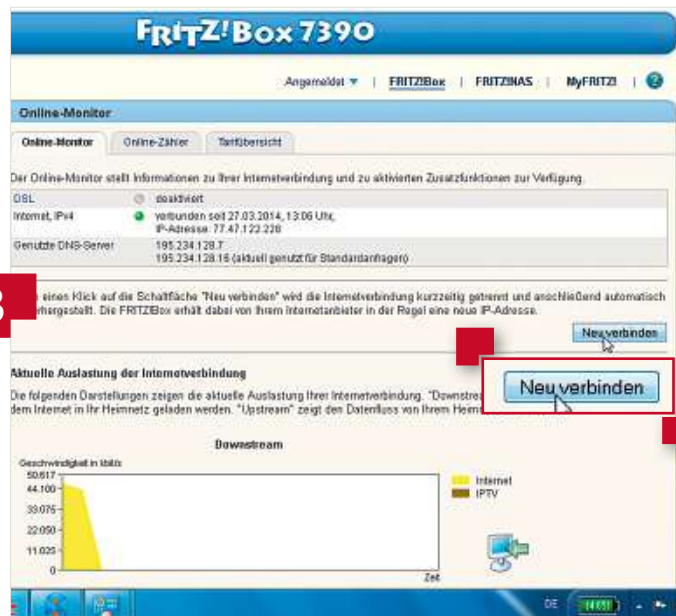 FRITZ!Box 7390
Angemeldet | FRITZ!Box | FRITZ!NAS | MyFRITZ! | ?
Online-Monitor
Online-Monitor Online-Zähler Tarifübersicht
Der Online-Monitor stellt Informationen zu Ihrer Internetverbindung und zu aktivierten Zusatzfunktionen zur Verfügung.
DSL deaktiviert
Internet, IPv4 verbunden seit 27.03.2014, 13:06 Uhr,
IP-Adresse: 77.47.122.228
Genutzte DNS-Server 195.234.128.7
195.234.128.16 (aktuell genutzt für Standardanfragen)
einen Klick auf die Schaltfläche "Neu verbinden" wird die Internetverbindung kurzzeitig getrennt und anschließend automatisch
hergestellt. Die FRITZ!Box erhält dabei von Ihrem Internetanbieter in der Regel eine neue IP-Adresse.
Neu verbinden
Aktuelle Auslastung der Internetverbindung
Neu verbinden
Die folgenden Darstellungen zeigen die aktuelle Auslastung Ihrer Internetverbindung.
dem Internet in Ihr Heimnetz geladen werden. "Upstream" zeigt den Datenfluss von Ihrem
Downstream
Geschwindigkeit in kbit/s
50.617
44.100
33.075
22.050
11.025
0
Zeit
Internet
IPTV
DE